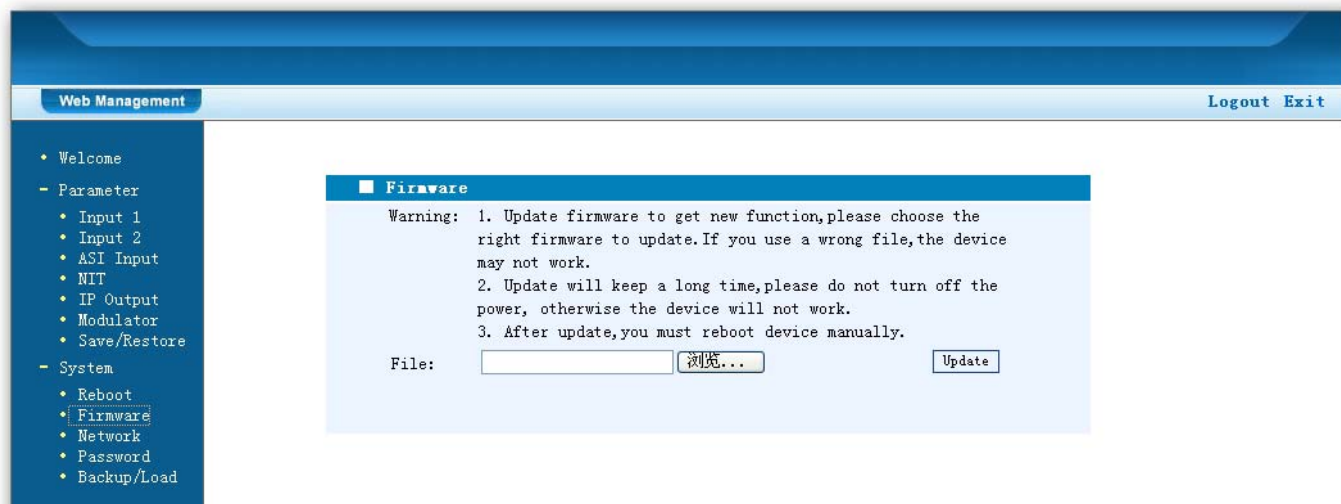 Web Management
Logout Exit
Welcome
Parameter
Input 1
Input 2
ASI Input
NIT
IP Output
Modulator
Save/Restore
System
Reboot
Firmware
Network
Password
Backup/Load
Firmware
Warning: 1. Update firmware to get new function,please choose the
right firmware to update.If you use a wrong file,the device
may not work.
2. Update will keep a long time,please do not turn off the
power, otherwise the device will not work.
3. After update,you must reboot device manually.
File: 浏览... Update